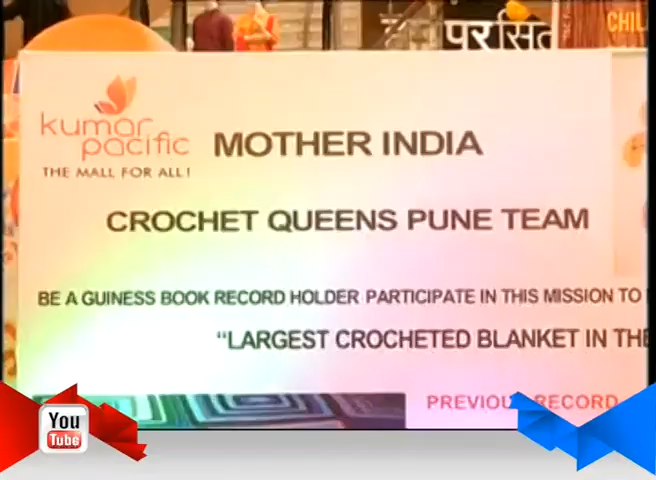 CHIL
परसित
kumar
pacific
THE MALL FOR ALL!
MOTHER INDIA
CROCHET QUEENS PUNE TEAM
BE A GUINESS BOOK RECORD HOLDER PARTICIPATE IN THIS MISSION TO
"LARGEST CROCHETED BLANKET IN THE
PREVIOUS RECORD
You
Tube